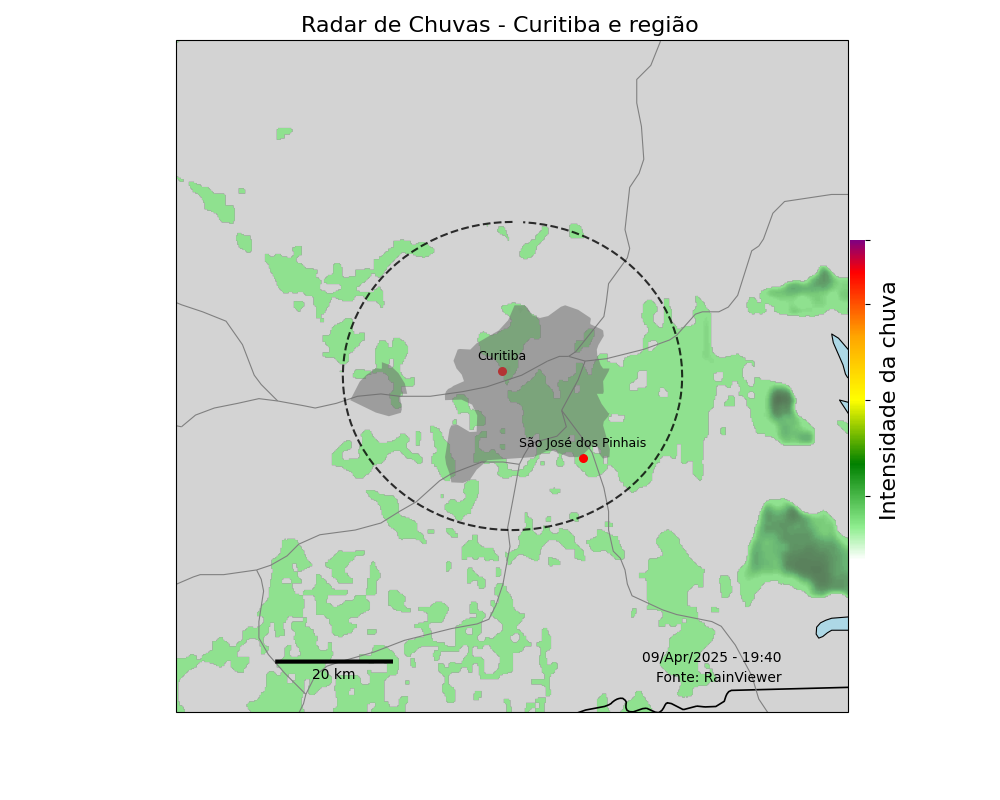 Radar de Chuvas - Curitiba e região
Curitiba
São José dos Pinhais
Intensidade da chuva
09/Apr/2025 - 19:40
Fonte: RainViewer
20 km